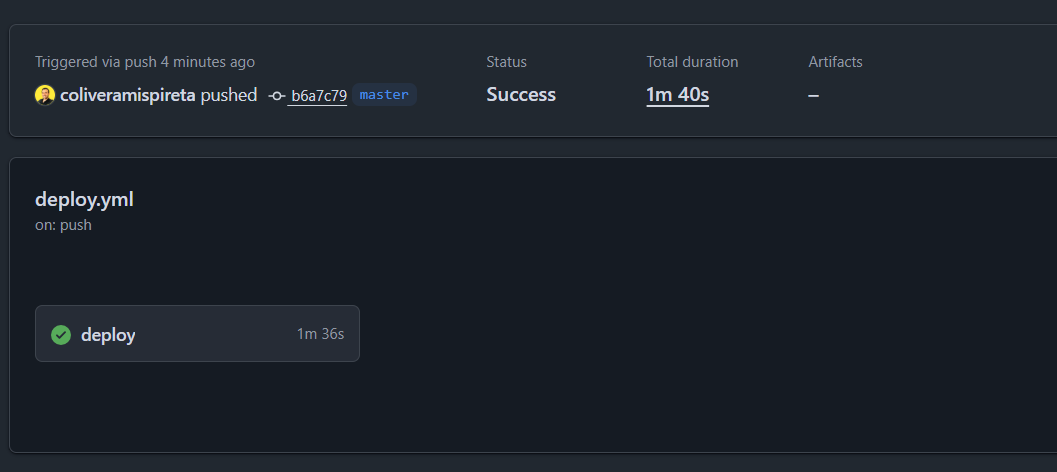 Triggered via push 4 minutes ago
coliveramispireta pushed b6a7c79 master
Status
Success
Total duration
1m 40s
Artifacts
–
deploy.yml
on: push
deploy 1m 36s